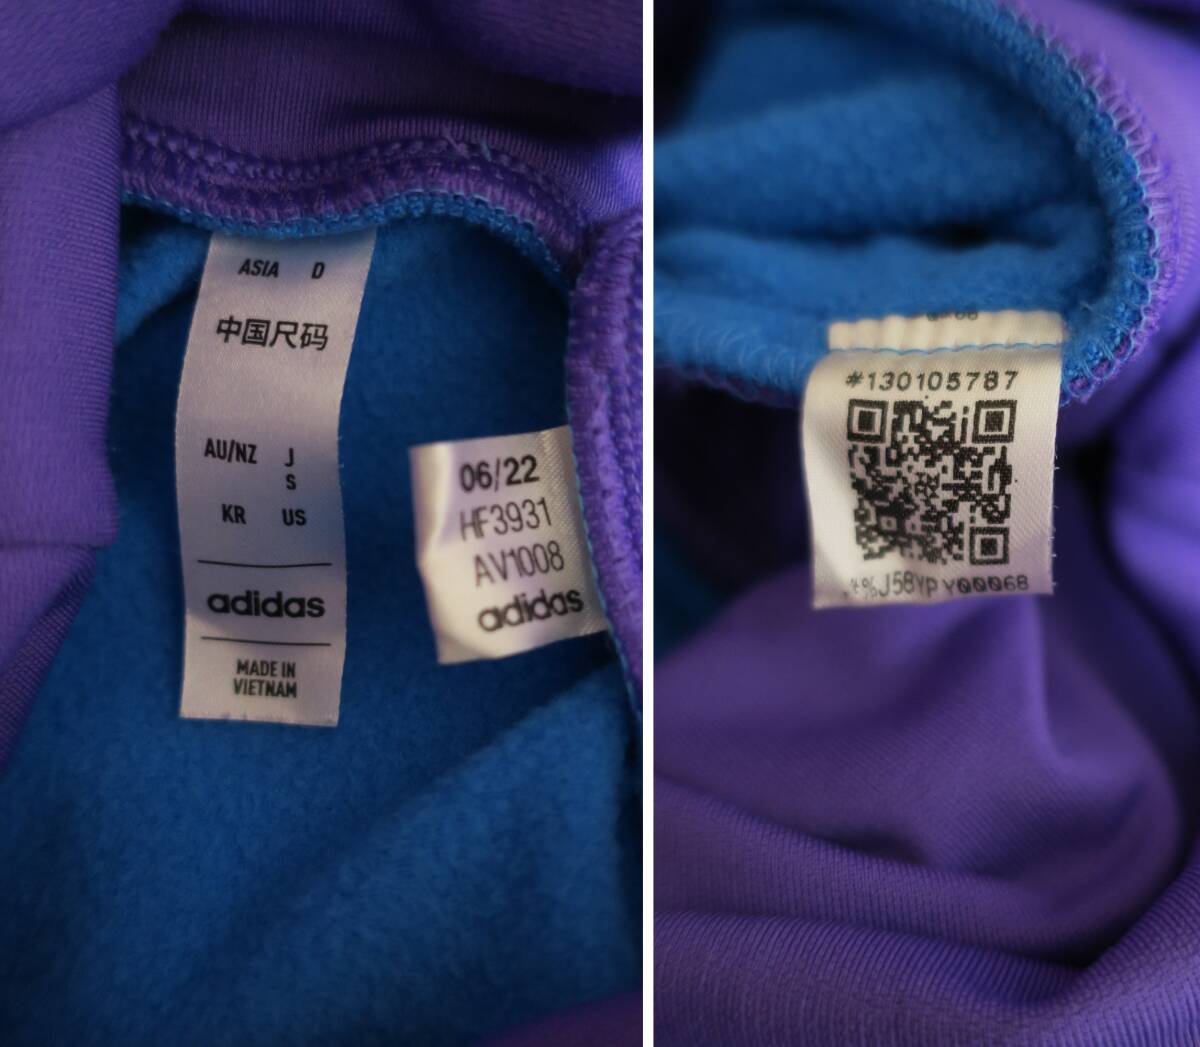 ASIA D
中国尺码
AU/NZ J
S
KR US
adidas
MADE IN
VIETNAM
06/22
HF3931
AV1008
adidas
#130105787
J58YP Y00068